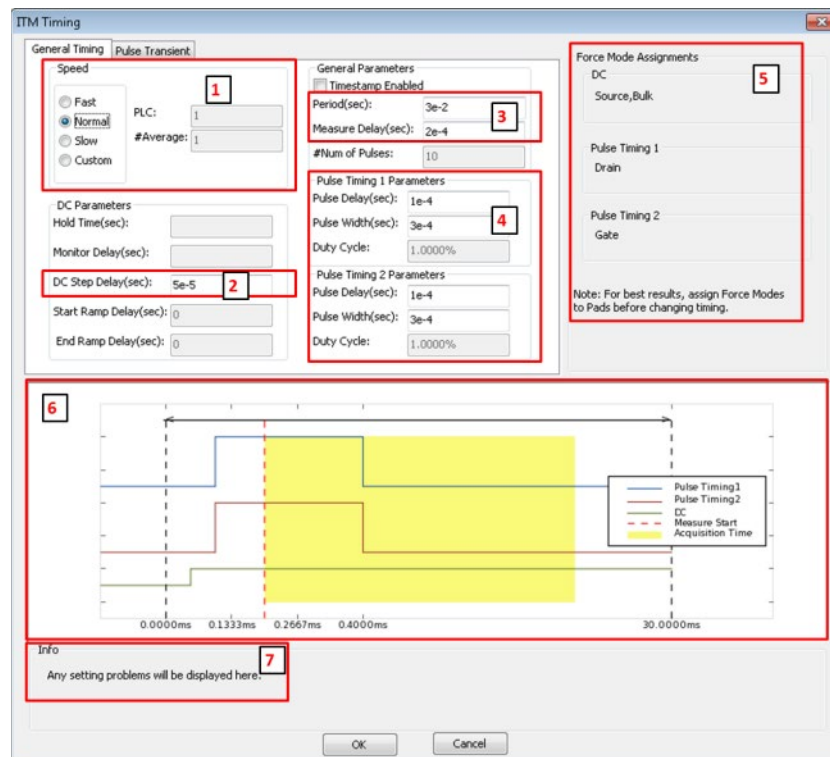 ITM Timing
General Timing
Pulse Transient
Speed
1
Fast
Normal
Slow
Custom
PLC: 1
#Average: 1
DC Parameters
Hold Time(sec):
Monitor Delay(sec):
DC Step Delay(sec): 5e-5
2
Start Ramp Delay(sec): 0
End Ramp Delay(sec): 0
General Parameters
Timestamp Enabled
Period(sec): 3e-2
3
Measure Delay(sec): 2e-4
#Num of Pulses: 10
Pulse Timing 1 Parameters
Pulse Delay(sec): 1e-4
4
Pulse Width(sec): 3e-4
Duty Cycle: 1.0000%
Pulse Timing 2 Parameters
Pulse Delay(sec): 1e-4
Pulse Width(sec): 3e-4
Duty Cycle: 1.0000%
Force Mode Assignments
5
DC
Source,Bulk
Pulse Timing 1
Drain
Pulse Timing 2
Gate
Note: For best results, assign Force Modes
to Pads before changing timing.
6
Pulse Timing1
Pulse Timing2
DC
Measure Start
Acquisition Time
0.0000ms 0.1333ms 0.2667ms 0.4000ms 30.0000ms
Info
7
Any setting problems will be displayed here.
OK
Cancel